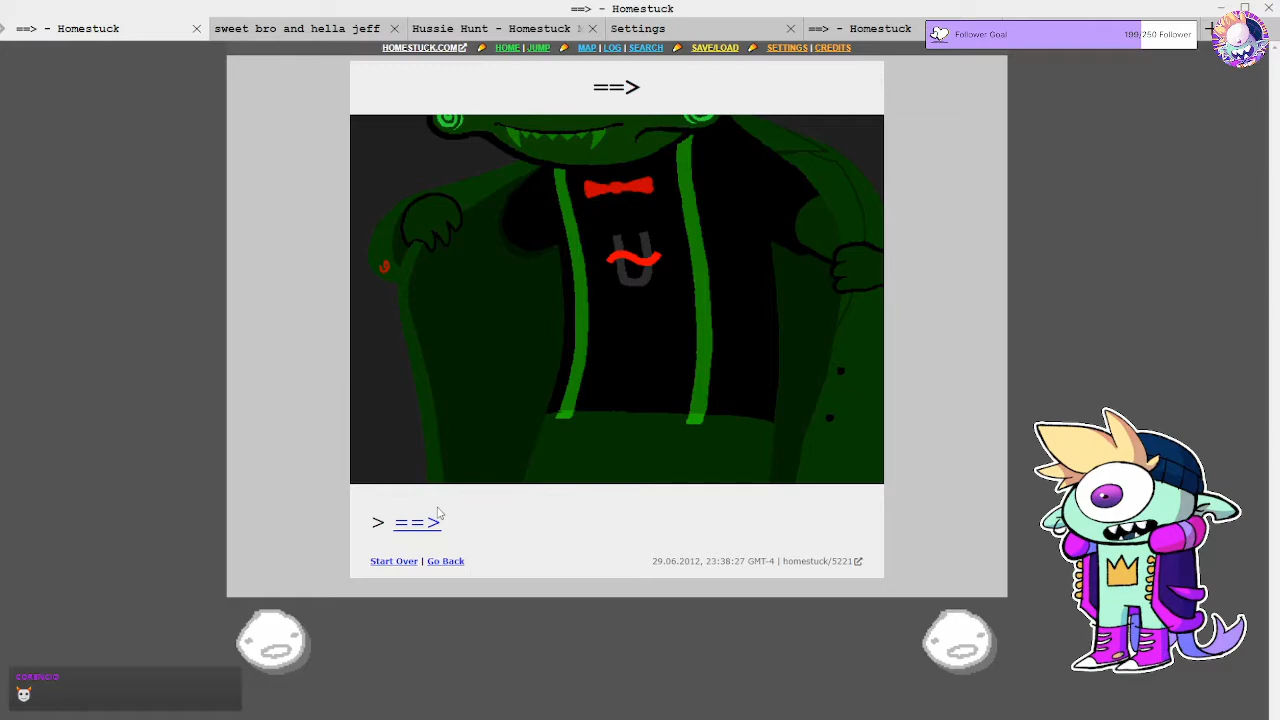 ==> - Homestuck
==> - Homestuck
sweet bro and hella jeff
Hussie Hunt - Homestuck
Settings
==> - Homestuck
Follower Goal
199/250 Follower
HOMESTUCK.COM
HOME | JUMP
MAP | LOG | SEARCH
SAVE/LOAD
SETTINGS | CREDITS
==>
U
> ==>
Start Over | Go Back
29.06.2012, 23:38:27 GMT-4 | homestuck/5221